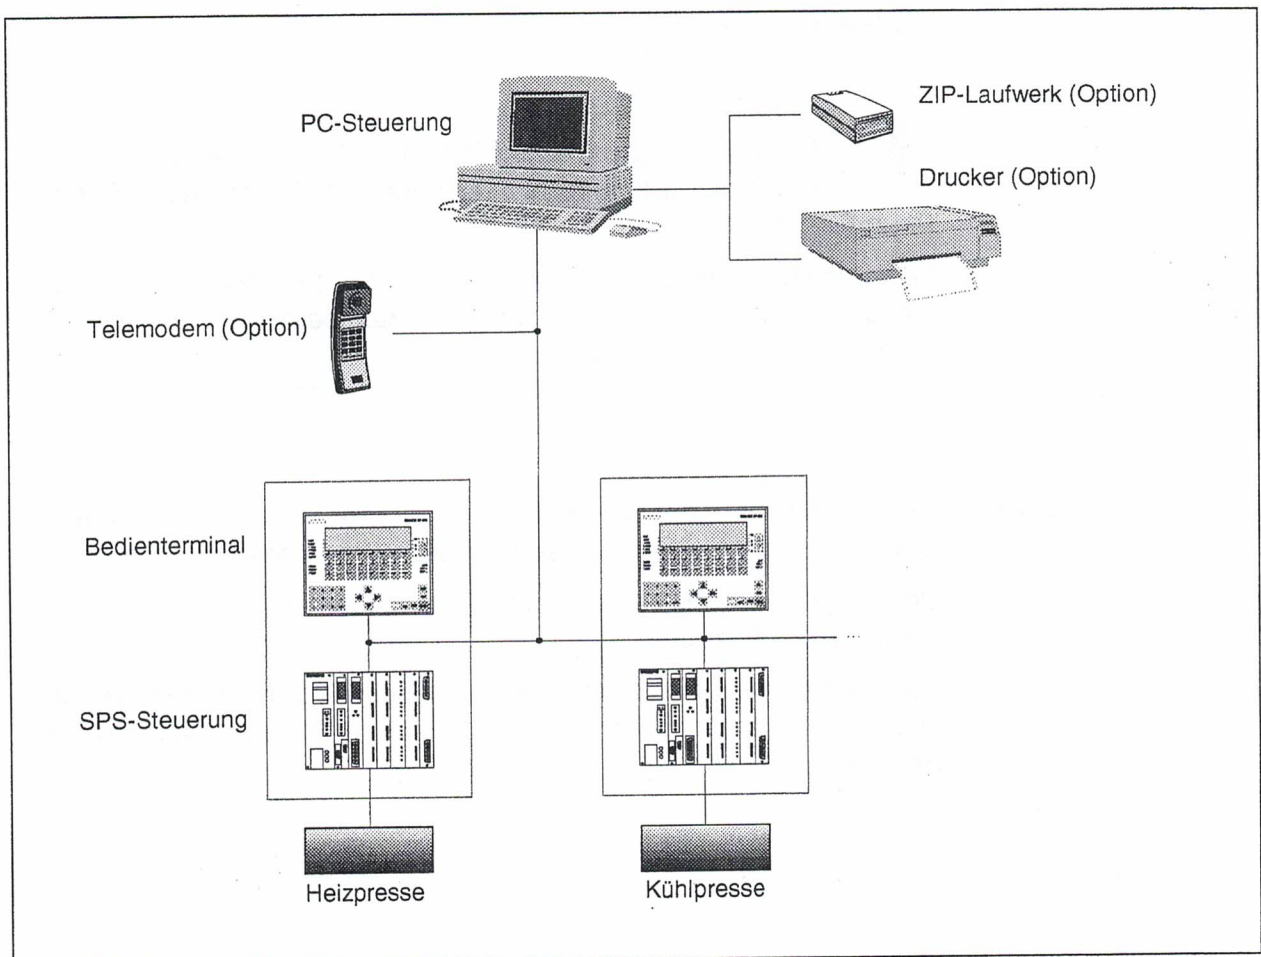 PC-Steuerung
ZIP-Laufwerk (Option)
Drucker (Option)
Telemodem (Option)
Bedienterminal
...
SPS-Steuerung
Heizpresse
Kühlpresse